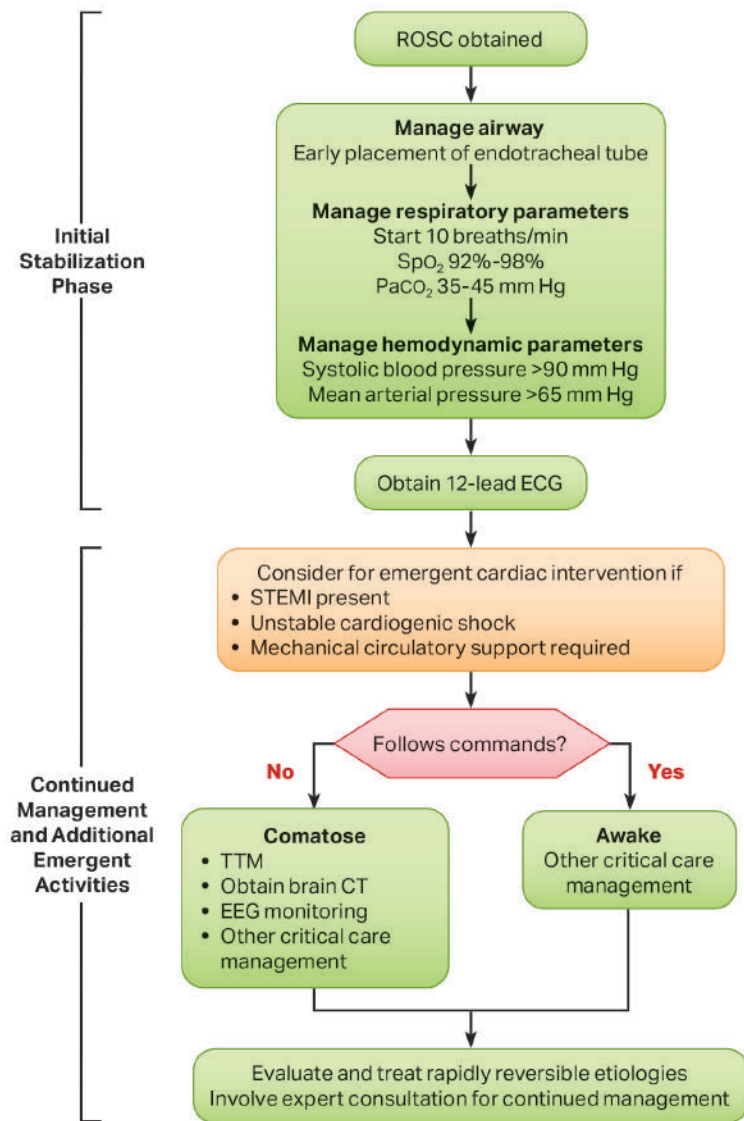 ROSC obtained
Manage airway
Early placement of endotracheal tube
Manage respiratory parameters
Start 10 breaths/min
SpO₂ 92%-98%
PaCO₂ 35-45 mm Hg
Manage hemodynamic parameters
Systolic blood pressure >90 mm Hg
Mean arterial pressure >65 mm Hg
Initial
Stabilization
Phase
Obtain 12-lead ECG
Consider for emergent cardiac intervention if
• STEMI present
• Unstable cardiogenic shock
• Mechanical circulatory support required
Follows commands?
No
Yes
Continued
Management
and Additional
Emergent
Activities
Comatose
• TTM
• Obtain brain CT
• EEG monitoring
• Other critical care
management
Awake
Other critical care
management
Evaluate and treat rapidly reversible etiologies
Involve expert consultation for continued management